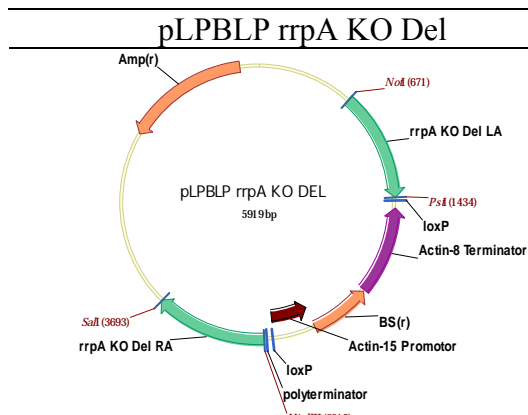 pLPBLP rrpA KO Del
Amp(r)
NotI (671)
rrpA KO Del LA
pLPBLP rrpA KO DEL
5919 bp
PstI (1434)
loxP
Actin-8 Terminator
SalI (3693)
BS(r)
rrpA KO Del RA
Actin-15 Promotor
loxP
polyterminator